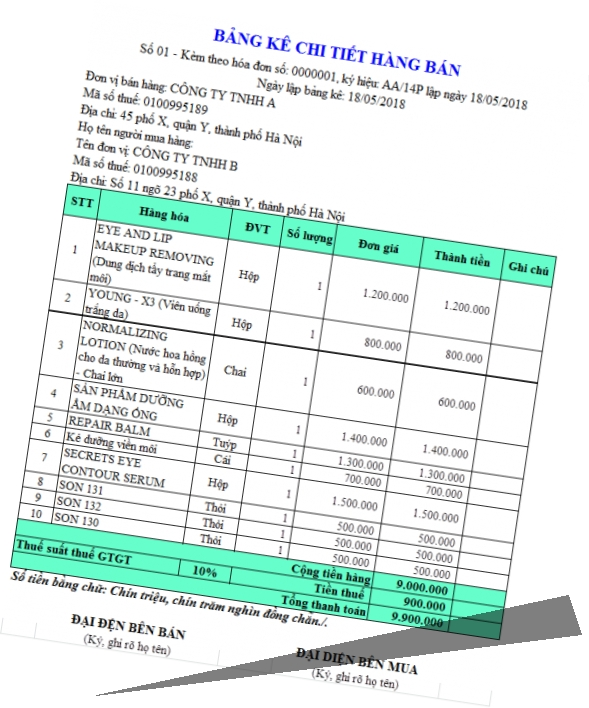 BẢNG KÊ CHI TIẾT HÀNG BÁN
Số 01 - Kèm theo hóa đơn số: 0000001, ký hiệu: AA/14P lập ngày 18/05/2018
Ngày lập bảng kê: 18/05/2018
Đơn vị bán hàng: CÔNG TY TNHH A
Mã số thuế: 0100995189
Địa chỉ: 45 phố X, quận Y, thành phố Hà Nội
Họ tên người mua hàng:
Tên đơn vị: CÔNG TY TNHH B
Mã số thuế: 0100995188
Địa chỉ: Số 11 ngõ 23 phố X, quận Y, thành phố Hà Nội
STT Hàng hóa ĐVT Số lượng Đơn giá Thành tiền Ghi chú
1 EYE AND LIP MAKEUP REMOVING (Dung dịch tẩy trang mắt môi) Hộp 1 1.200.000 1.200.000
2 YOUNG - X3 (Viên uống trắng da) Hộp 1 800.000 800.000
3 NORMALIZING LOTION (Nước hoa hồng cho da thường và hỗn hợp) - Chai lớn Chai 1 600.000 600.000
4 SẢN PHẨM DƯỠNG ẨM DẠNG ỐNG Hộp 1 1.400.000 1.400.000
5 REPAIR BALM Tuýp 1 1.300.000 1.300.000
6 Kẻ dưỡng viền môi Cái 1 700.000 700.000
7 SECRETS EYE CONTOUR SERUM Hộp 1 1.500.000 1.500.000
8 SON 131 Thỏi 1 500.000 500.000
9 SON 132 Thỏi 1 500.000 500.000
10 SON 130 Thỏi 1 500.000 500.000
Cộng tiền hàng 9.000.000
Thuế suất thuế GTGT 10% Tiền thuế 900.000
Tổng thanh toán 9.900.000
Số tiền bằng chữ: Chín triệu, chín trăm nghìn đồng chẵn./.
ĐẠI DỆN BÊN BÁN
(Ký, ghi rõ họ tên)
ĐẠI DIỆN BÊN MUA
(Ký, ghi rõ họ tên)